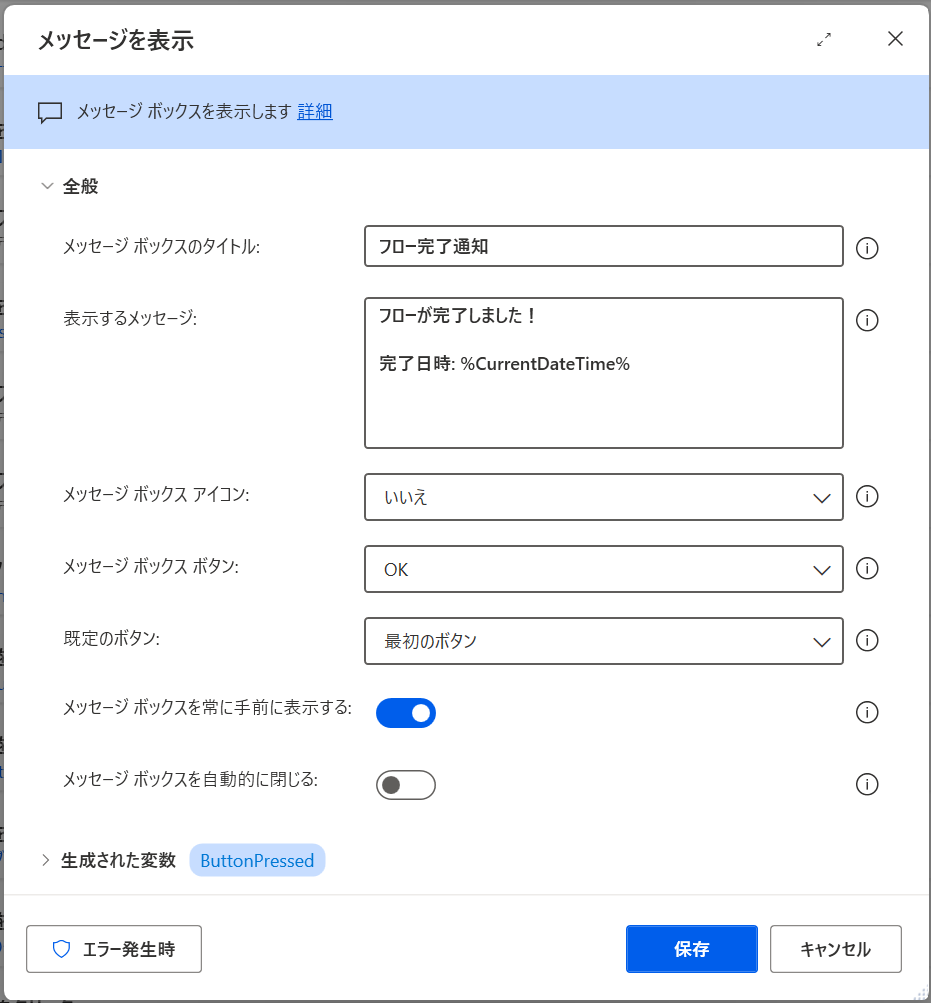 メッセージを表示
メッセージ ボックスを表示します 詳細
全般
メッセージ ボックスのタイトル:
フロー完了通知
表示するメッセージ:
フローが完了しました！
完了日時: %CurrentDateTime%
メッセージ ボックス アイコン:
いいえ
メッセージ ボックス ボタン:
OK
既定のボタン:
最初のボタン
メッセージ ボックスを常に手前に表示する:
メッセージ ボックスを自動的に閉じる:
生成された変数 ButtonPressed
エラー発生時
保存
キャンセル